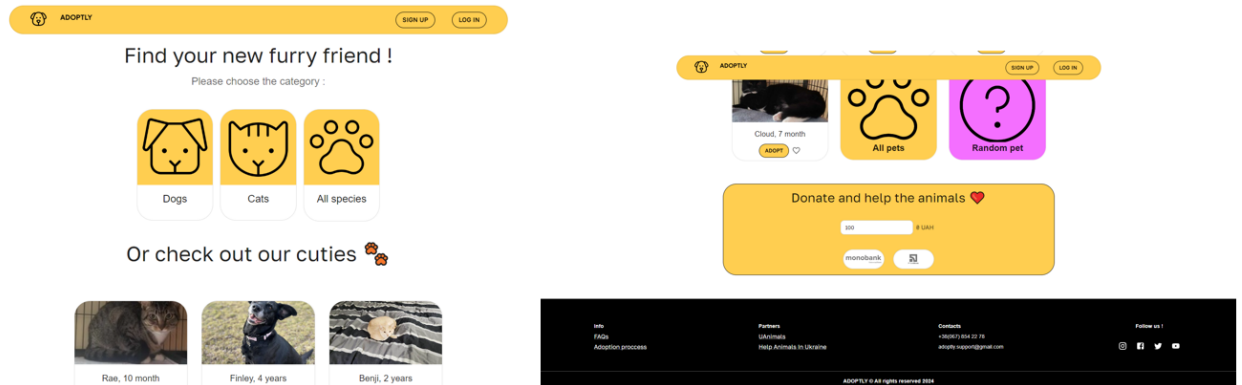 ADOPTLY
SIGN UP
LOG IN
Find your new furry friend !
Please choose the category :
Dogs
Cats
All species
Or check out our cuties
Rae, 10 month
Finley, 4 years
Benji, 2 years
ADOPTLY
SIGN UP
LOG IN
Cloud, 7 month
ADOPT
All pets
Random pet
Donate and help the animals
500
₴ UAH
monobank
Info
FAQs
Adoption proccess
Partners
UAnimals
Help Animals In Ukraine
Contacts
+38(067) 654 22 78
adoptly.support@gmail.com
Follow us !
ADOPTLY © All rights reserved 2024